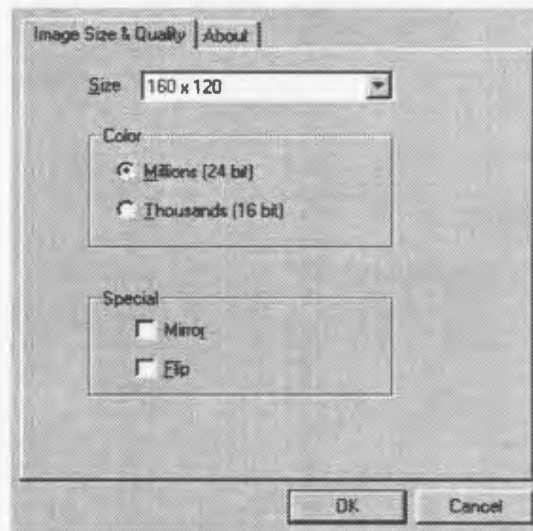 Image Size & Quality About
Size 160 x 120
Color
Millions (24 bit)
Thousands (16 bit)
Special
Mirror
Flip
OK Cancel